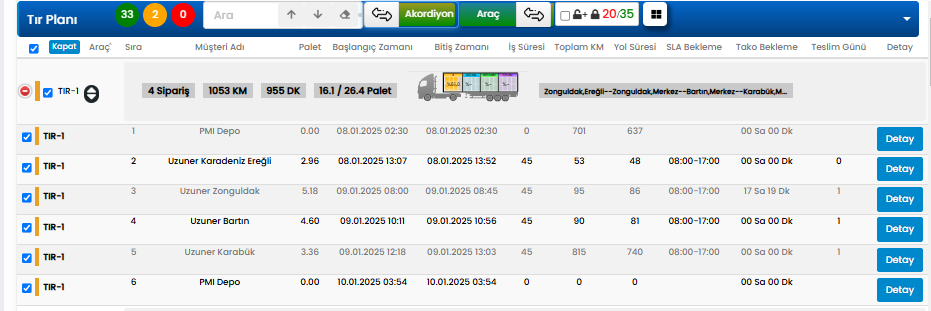 Tır Planı 33 2 0 Ara Akordiyon Araç 20/35
Kapat Araç Sıra Müşteri Adı Palet Başlangıç Zamanı Bitiş Zamanı İş Süresi Toplam KM Yol Süresi SLA Bekleme Tako Bekleme Teslim Günü Detay
TIR-1 4 Sipariş 1053 KM 955 DK 16.1 / 26.4 Palet Zonguldak,Ereğli--Zonguldak,Merkez--Bartın,Merkez--Karabük,M...
TIR-1 1 PMI Depo 0.00 08.01.2025 02:30 08.01.2025 02:30 0 701 637 00 Sa 00 Dk Detay
TIR-1 2 Uzuner Karadeniz Ereğli 2.96 08.01.2025 13:07 08.01.2025 13:52 45 53 48 08:00-17:00 00 Sa 00 Dk 0 Detay
TIR-1 3 Uzuner Zonguldak 5.18 09.01.2025 08:00 09.01.2025 08:45 45 95 86 08:00-17:00 17 Sa 19 Dk 1 Detay
TIR-1 4 Uzuner Bartın 4.60 09.01.2025 10:11 09.01.2025 10:56 45 90 81 08:00-17:00 00 Sa 00 Dk 1 Detay
TIR-1 5 Uzuner Karabük 3.36 09.01.2025 12:18 09.01.2025 13:03 45 815 740 08:00-17:00 00 Sa 00 Dk 1 Detay
TIR-1 6 PMI Depo 0.00 10.01.2025 03:54 10.01.2025 03:54 0 0 0 00 Sa 00 Dk Detay